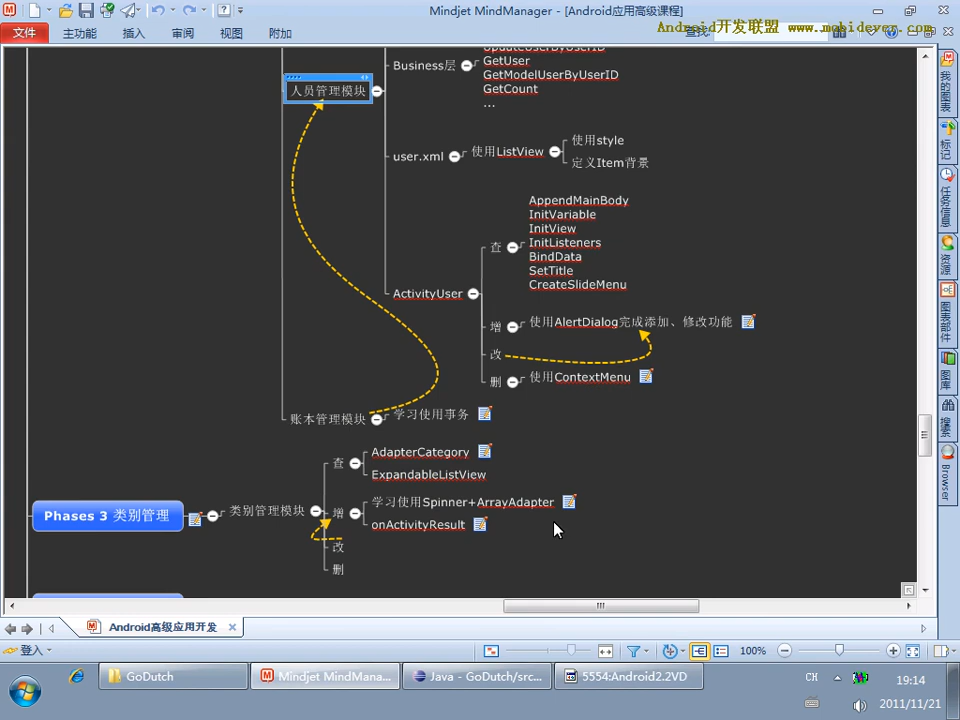 Mindjet MindManager - [Android应用高级课程]
Android开发联盟 www.mobidever.com
文件
主功能
插入
审阅
视图
附加
查找:
UpdateUserByUserID
Business层
GetUser
GetModelUserByUserID
GetCount
...
人员管理模块
user.xml
使用ListView
使用style
定义Item背景
AppendMainBody
InitVariable
InitView
查
InitListeners
BindData
SetTitle
CreateSlideMenu
ActivityUser
增
使用AlertDialog完成添加、修改功能
改
删
使用ContextMenu
账本管理模块
学习使用事务
查
AdapterCategory
ExpandableListView
Phases 3 类别管理
类别管理模块
增
学习使用Spinner+ArrayAdapter
onActivityResult
改
删
我的图表
标记
任务信息
资源
图表部件
图库
搜索
Browser
Android高级应用开发
登入
100%
GoDutch
Mindjet MindMana...
Java - GoDutch/src...
5554:Android2.2VD
CH
19:14
2011/11/21